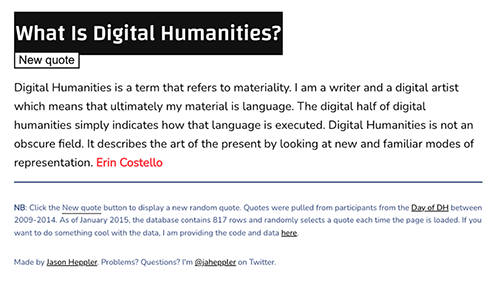 What Is Digital Humanities?
New quote
Digital Humanities is a term that refers to materiality. I am a writer and a digital artist
which means that ultimately my material is language. The digital half of digital
humanities simply indicates how that language is executed. Digital Humanities is not an
obscure field. It describes the art of the present by looking at new and familiar modes of
representation. Erin Costello
NB: Click the New quote button to display a new random quote. Quotes were pulled from participants from the Day of DH between
2009-2014. As of January 2015, the database contains 817 rows and randomly selects a quote each time the page is loaded. If you
want to do something cool with the data, I am providing the code and data here.
Made by Jason Heppler. Problems? Questions? I'm @jaheppler on Twitter.